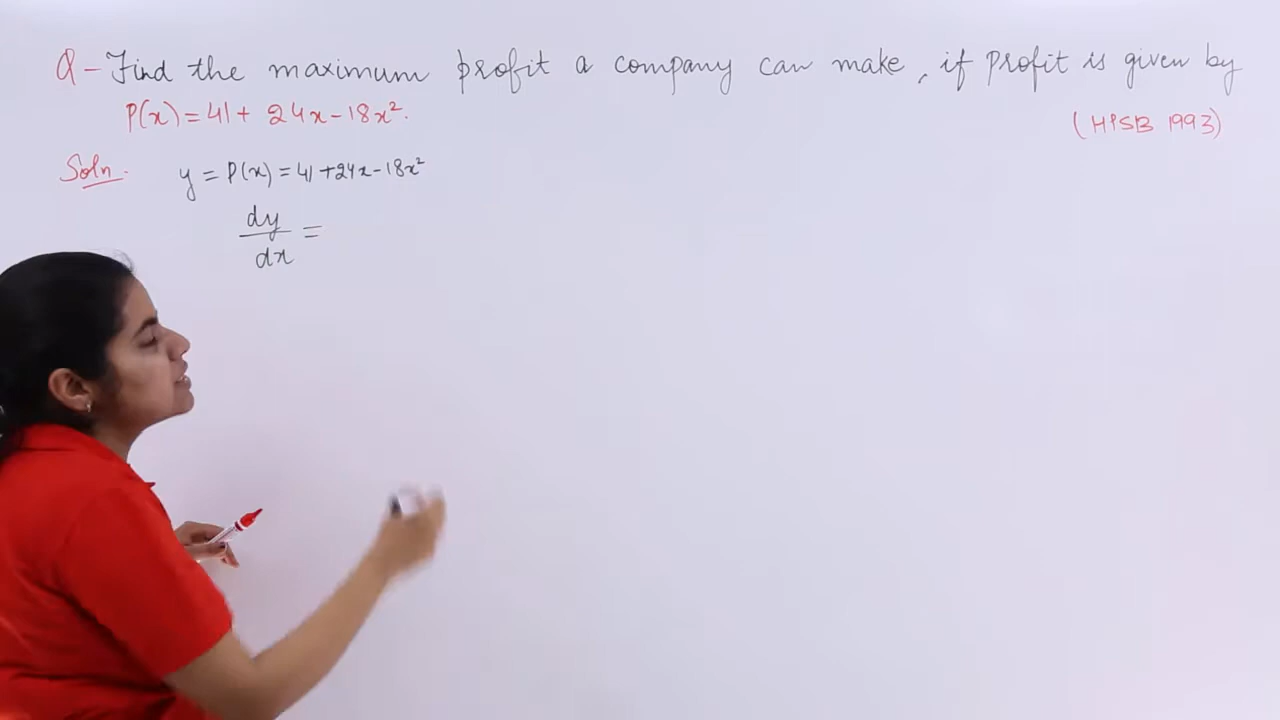 Q - Find the maximum profit a company can make, if Profit is given by
P(x) = 41 + 24x - 18x².
(HPSB 1993)
Soln. y = P(x) = 41 + 24x - 18x²
dy/dx =